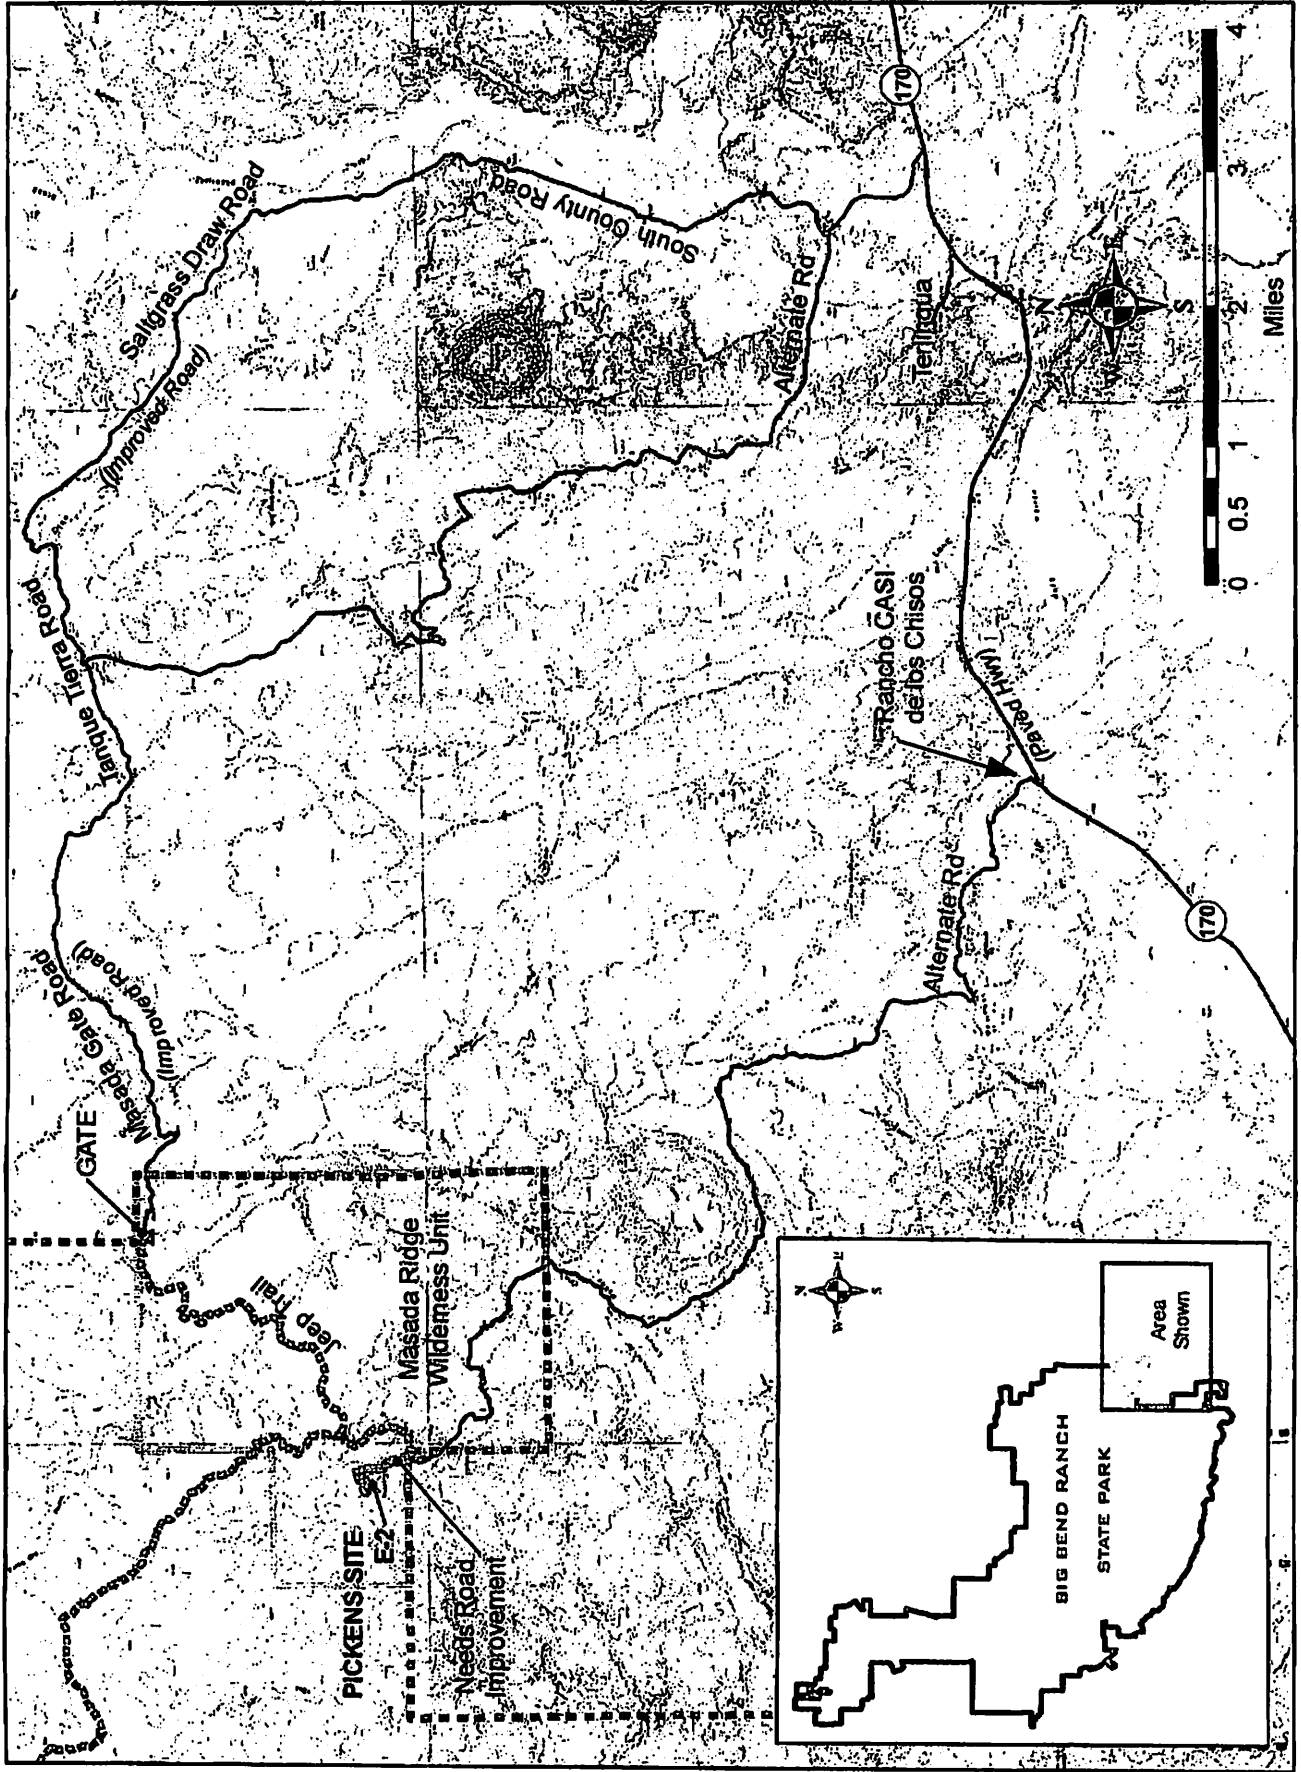 GATE
Masada Gate Road
(Improved Road)
Tanque Tierra Road
Saltgrass Draw Road
(Improved Road)
South County Road
Jeep Trail
Masada Ridge
Wilderness Unit
PICKENS SITE
E-2
Needs Road
Improvement
Alternate Rd
Terlingua
170
Alternate Rd
Rancho CASI
de los Chisos
(Paved Hwy)
170
N
W
E
S
0
0.5
1
2
3
4
Miles
N
W
E
S
Area
Shown
BIG BEND RANCH
STATE PARK